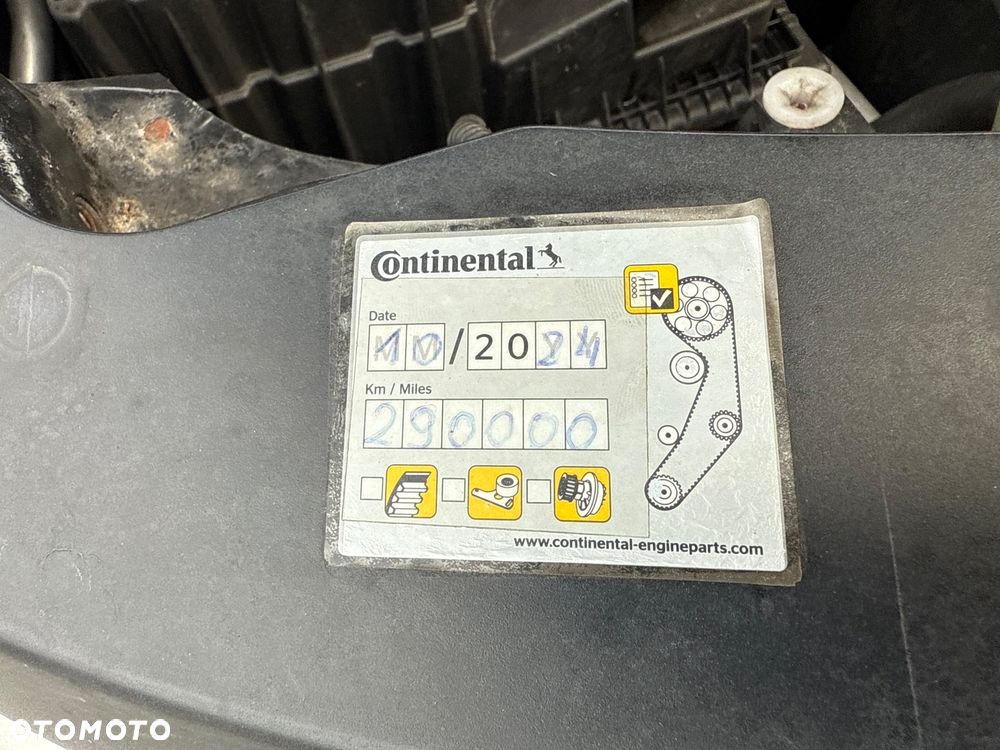 Continental
Date
10/2024
Km / Miles
290000
www.continental-engineparts.com
OTOMOTO